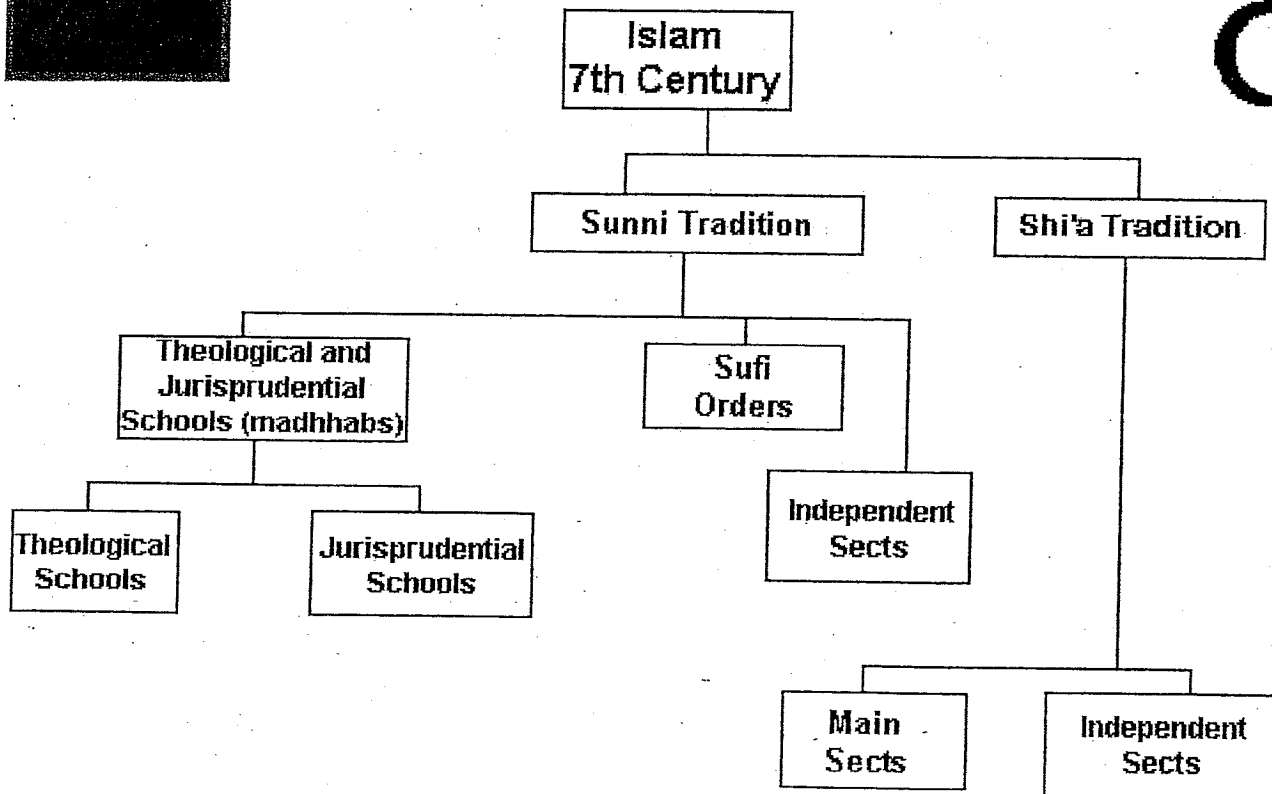 Islam
7th Century
Sunni Tradition
Shi'a Tradition
Theological and
Jurisprudential
Schools (madhhabs)
Sufi
Orders
Independent
Sects
Theological
Schools
Jurisprudential
Schools
Main
Sects
Independent
Sects